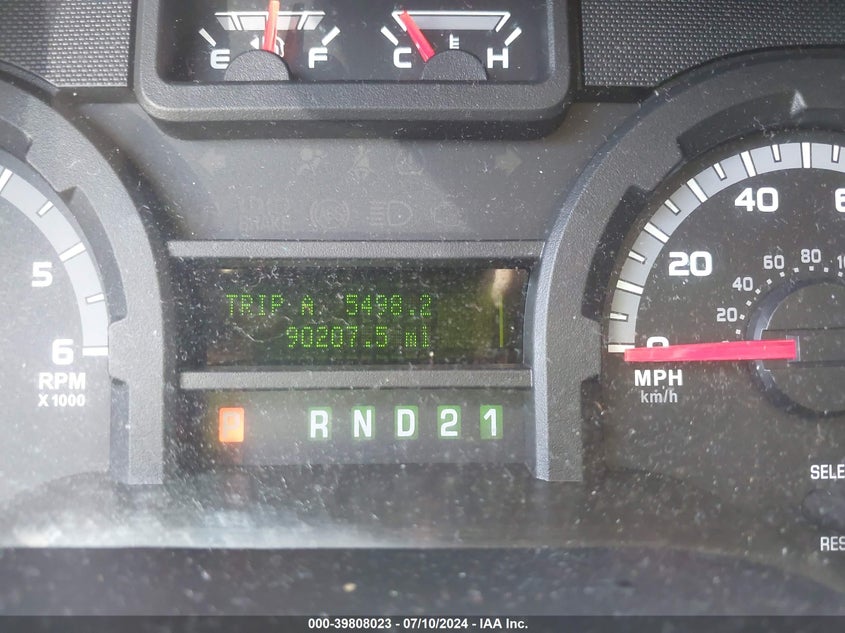 E F
C H
5
6
RPM
X 1000
TRIP A 5498.2
90207.5 mi
P R N D 2 1
40
20
0
60
80
40
20
MPH
km/h
000-39808023 - 07/10/2024 - IAA Inc.